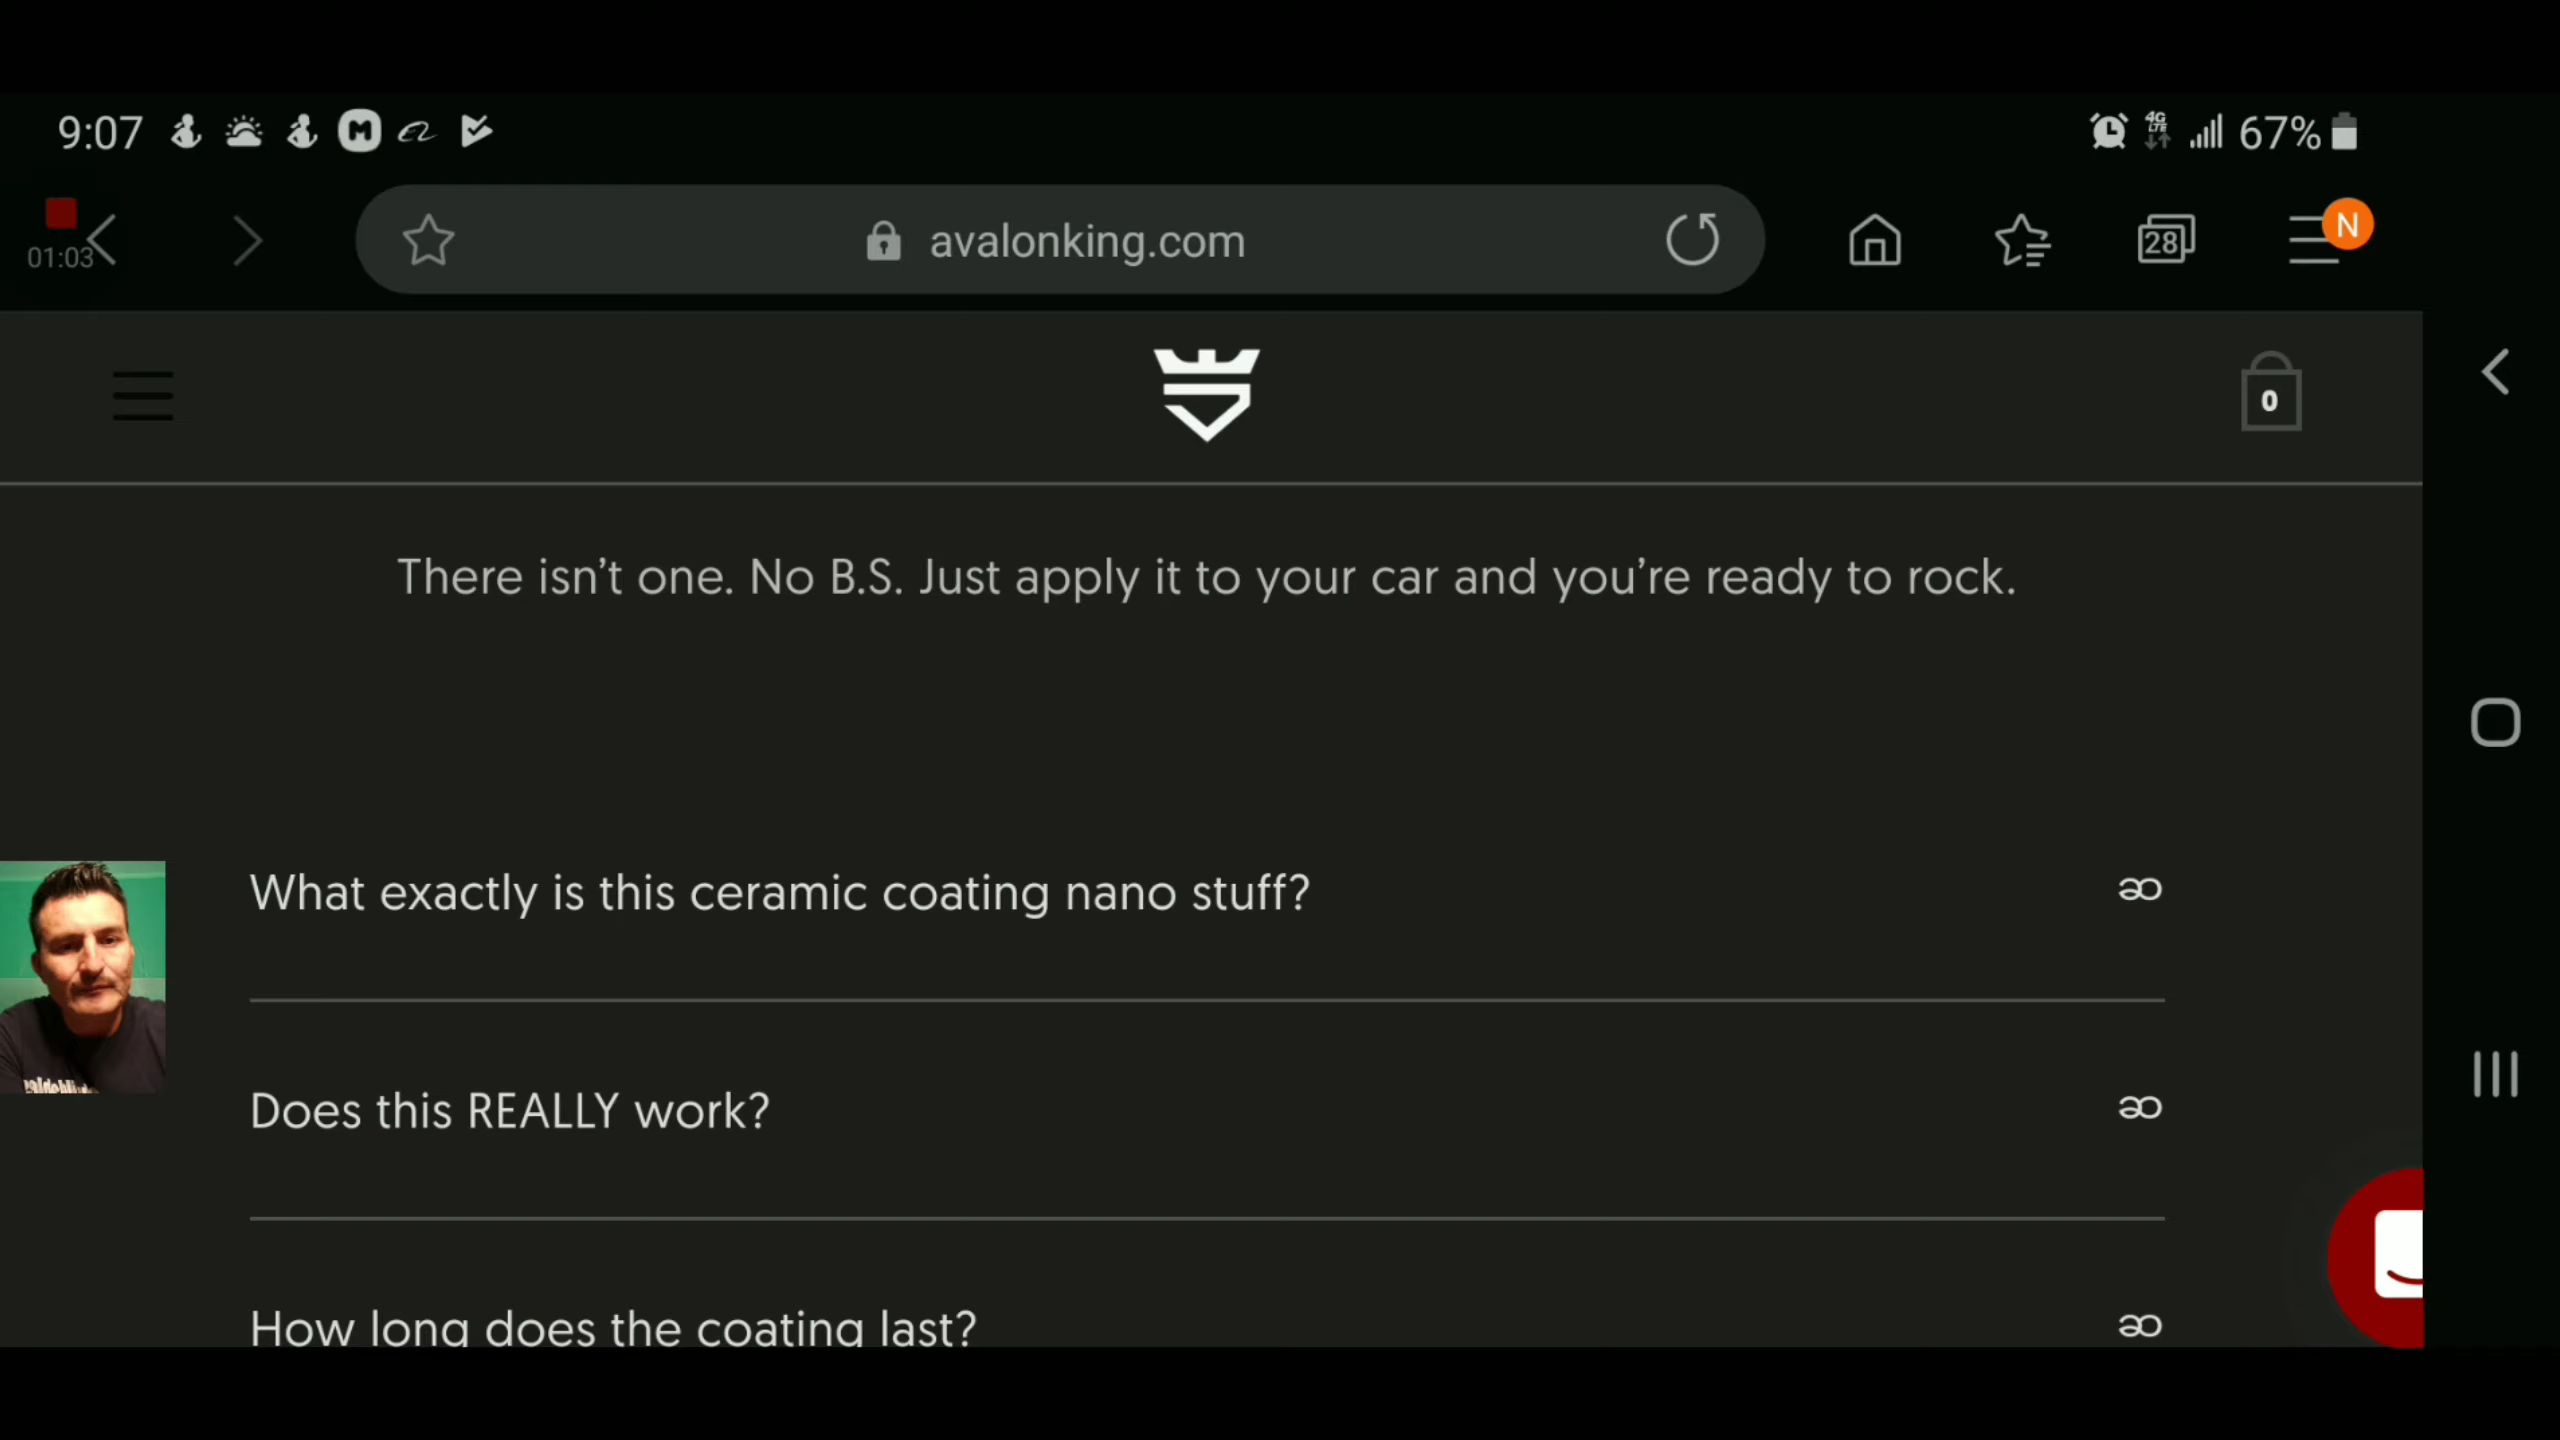 9:07
67%
01:03
avalonking.com
28
N
0
There isn’t one. No B.S. Just apply it to your car and you’re ready to rock.
What exactly is this ceramic coating nano stuff?
Does this REALLY work?
How long does the coating last?